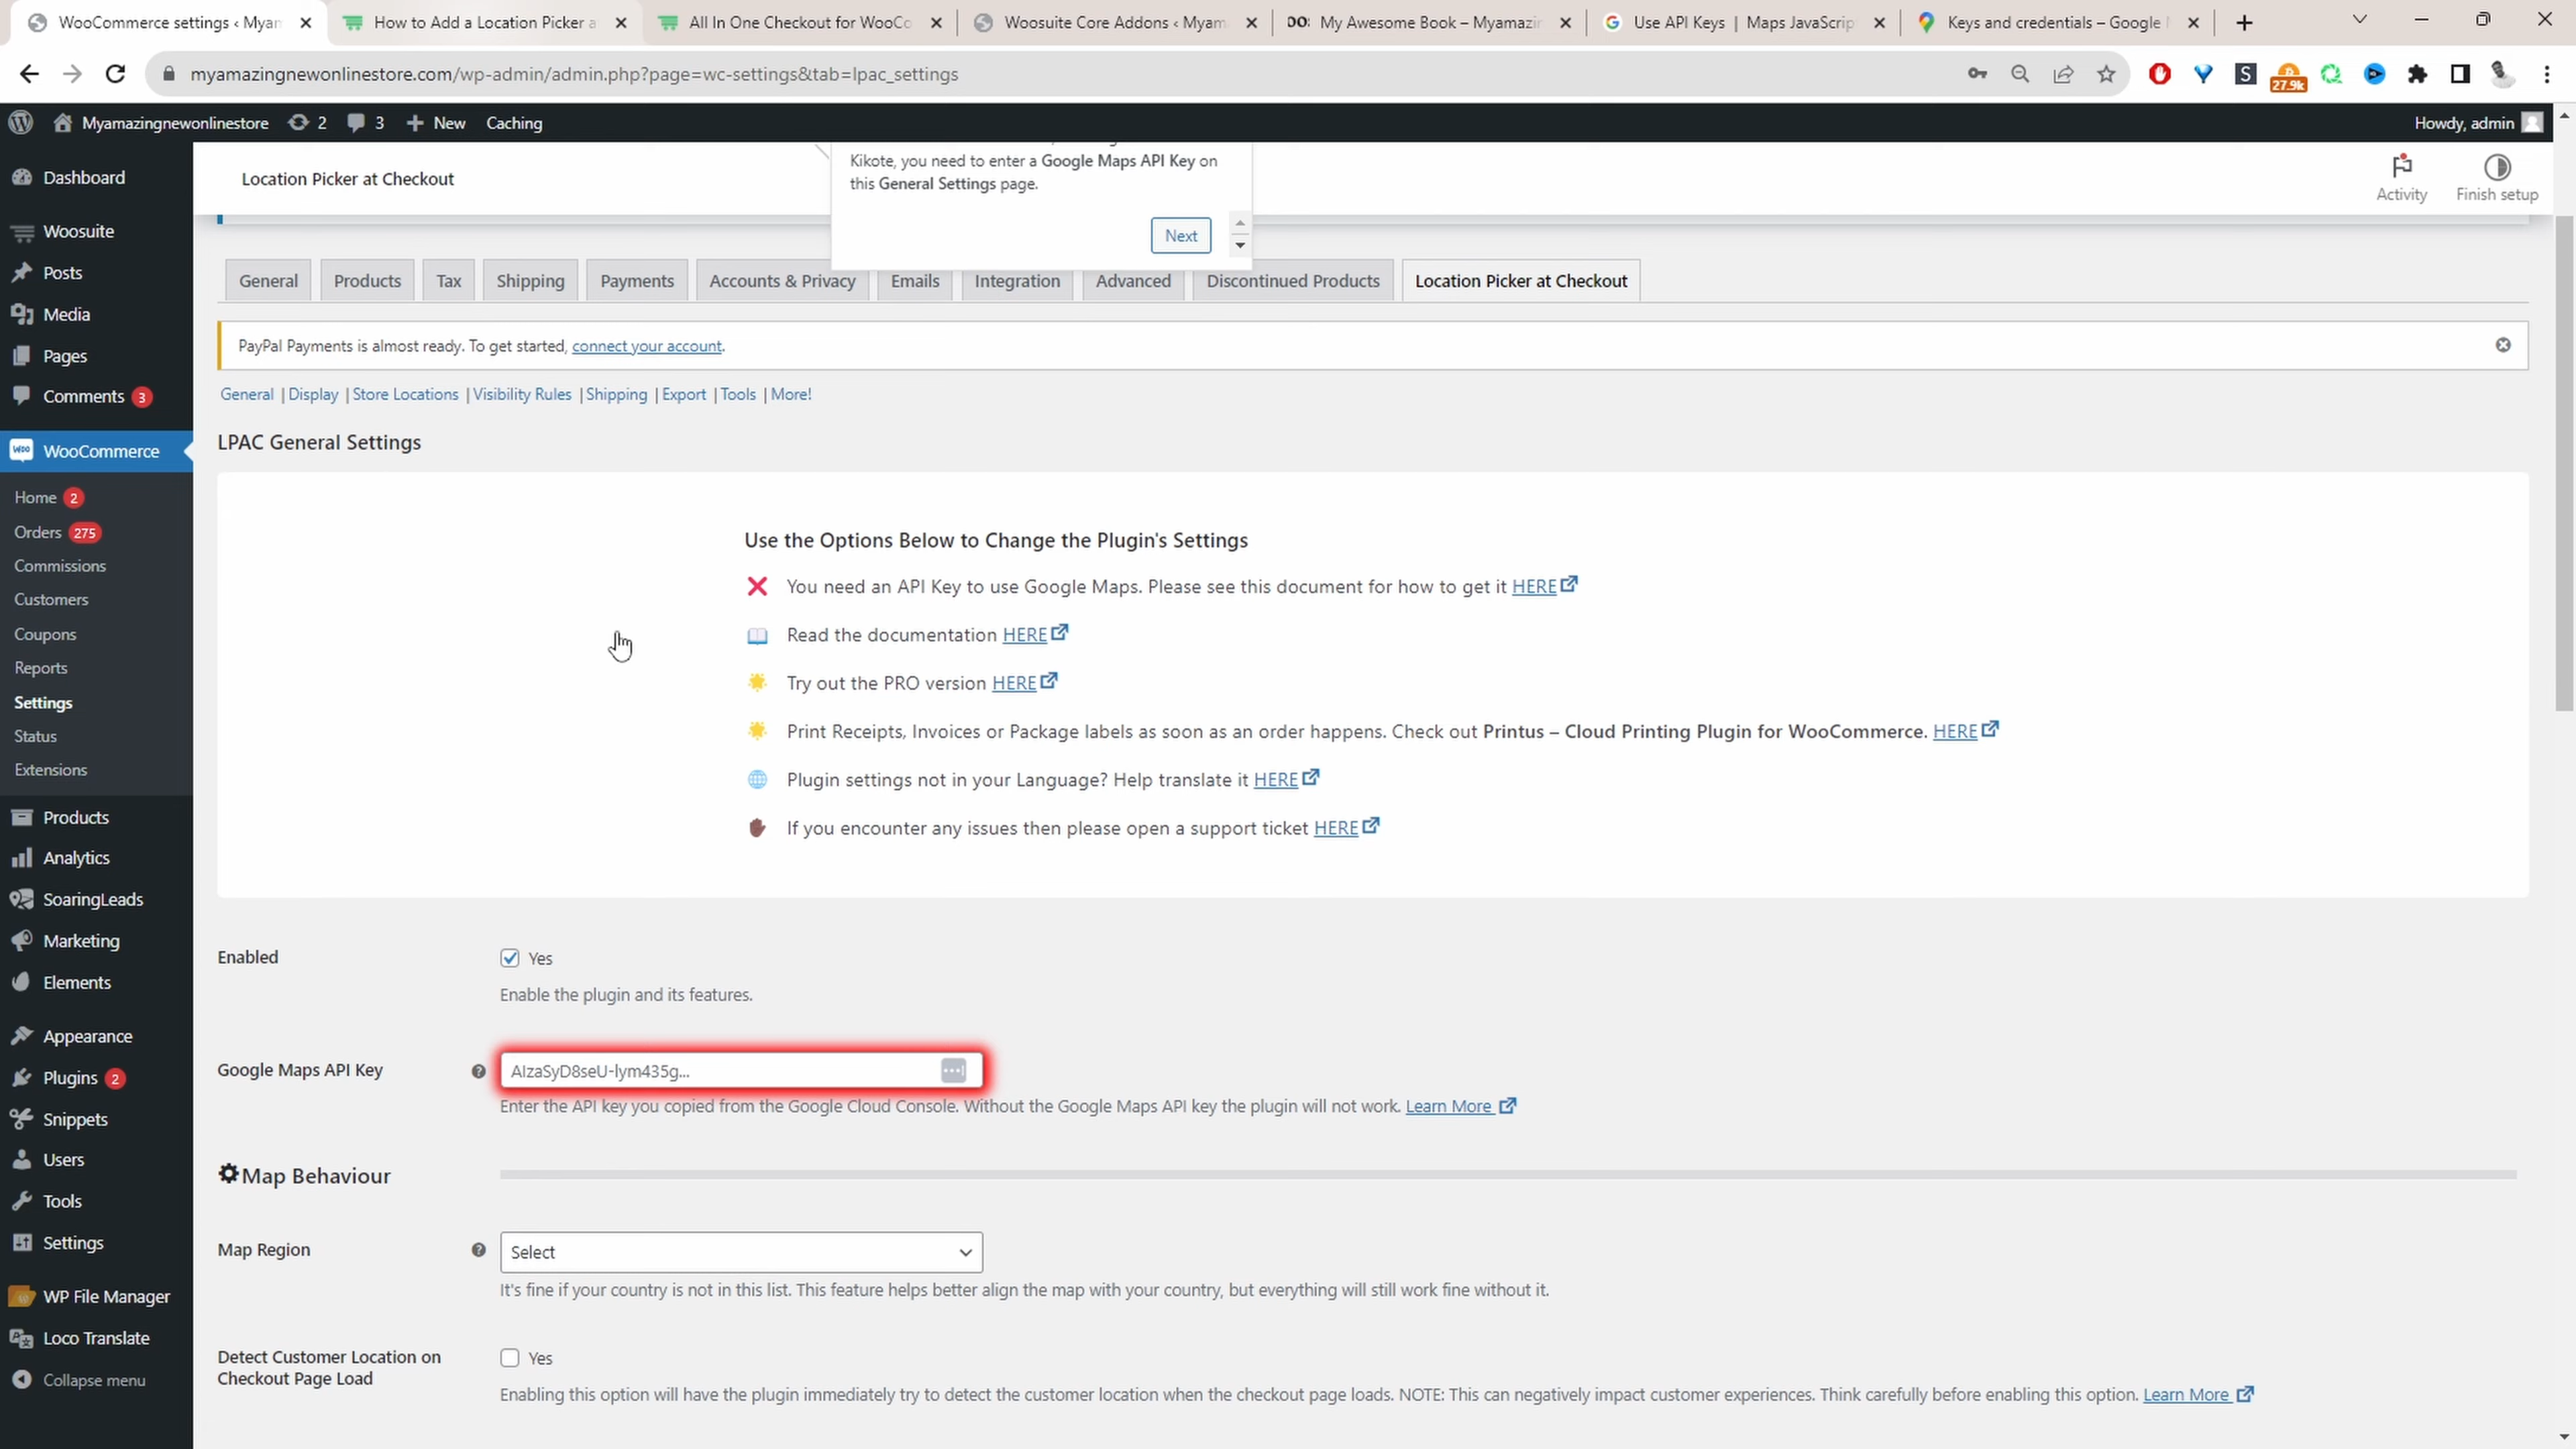 WooCommerce settings ‹ Myam
How to Add a Location Picker a
All In One Checkout for WooCo
Woosuite Core Addons ‹ Myam
My Awesome Book – Myamazin
Use API Keys | Maps JavaScrip
Keys and credentials – Google M
myamazingnewonlinestore.com/wp-admin/admin.php?page=wc-settings&tab=lpac_settings
27.9k
Myamazingnewonlinestore
2
3
New
Caching
Howdy, admin
Location Picker at Checkout
Kikote, you need to enter a Google Maps API Key on
this General Settings page.
Next
Activity
Finish setup
Dashboard
Woosuite
Posts
Media
Pages
Comments 3
WooCommerce
Home 2
Orders 275
Commissions
Customers
Coupons
Reports
Settings
Status
Extensions
Products
Analytics
SoaringLeads
Marketing
Elements
Appearance
Plugins 2
Snippets
Users
Tools
Settings
WP File Manager
Loco Translate
Collapse menu
General
Products
Tax
Shipping
Payments
Accounts & Privacy
Emails
Integration
Advanced
Discontinued Products
Location Picker at Checkout
PayPal Payments is almost ready. To get started, connect your account.
General | Display | Store Locations | Visibility Rules | Shipping | Export | Tools | More!
LPAC General Settings
Use the Options Below to Change the Plugin's Settings
You need an API Key to use Google Maps. Please see this document for how to get it HERE
Read the documentation HERE
Try out the PRO version HERE
Print Receipts, Invoices or Package labels as soon as an order happens. Check out Printus – Cloud Printing Plugin for WooCommerce. HERE
Plugin settings not in your Language? Help translate it HERE
If you encounter any issues then please open a support ticket HERE
Enabled
Yes
Enable the plugin and its features.
Google Maps API Key
AIzaSyD8seU-lym435g...
Enter the API key you copied from the Google Cloud Console. Without the Google Maps API key the plugin will not work. Learn More
Map Behaviour
Map Region
Select
It's fine if your country is not in this list. This feature helps better align the map with your country, but everything will still work fine without it.
Detect Customer Location on
Checkout Page Load
Yes
Enabling this option will have the plugin immediately try to detect the customer location when the checkout page loads. NOTE: This can negatively impact customer experiences. Think carefully before enabling this option. Learn More